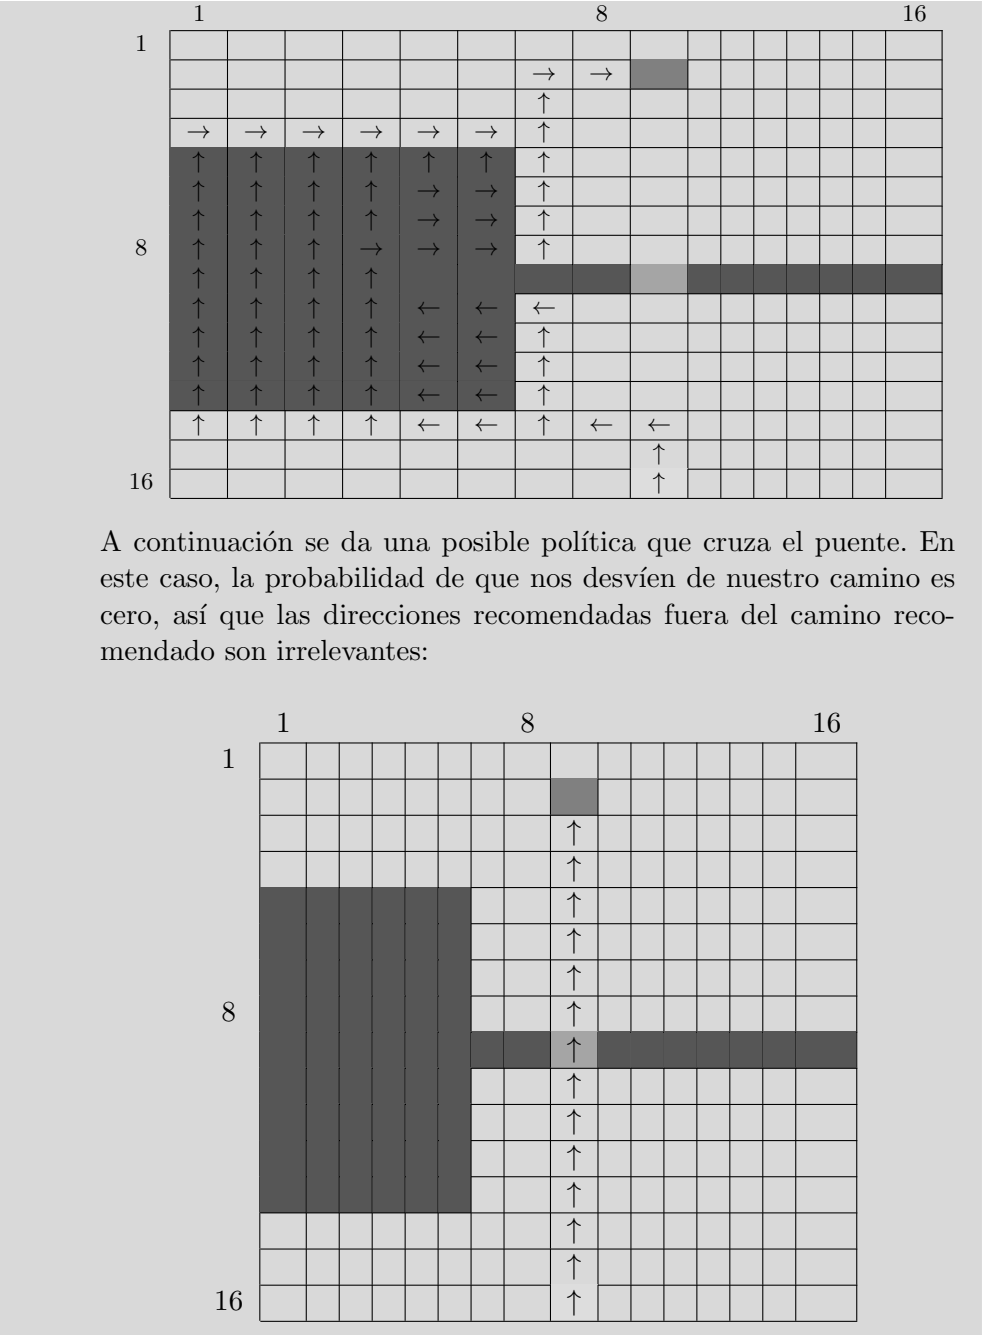 1 8 16
1
→ →
↑
→ → → → → → ↑
↑ ↑ ↑ ↑ ↑ ↑ ↑
↑ ↑ ↑ ↑ → → ↑
↑ ↑ ↑ ↑ → → ↑
8 ↑ ↑ ↑ → → → ↑
↑ ↑ ↑ ↑
↑ ↑ ↑ ↑ ← ← ←
↑ ↑ ↑ ↑ ← ← ↑
↑ ↑ ↑ ↑ ← ← ↑
↑ ↑ ↑ ↑ ← ← ↑
↑ ↑ ↑ ↑ ← ← ↑ ← ←
↑
16 ↑
A continuación se da una posible política que cruza el puente. En
este caso, la probabilidad de que nos desvíen de nuestro camino es
cero, así que las direcciones recomendadas fuera del camino reco-
mendado son irrelevantes:
1 8 16
1
↑
↑
↑
↑
↑
8 ↑
↑
↑
↑
↑
↑
↑
↑
16 ↑